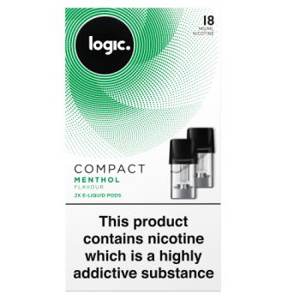 18
MG/ML
NICOTINE
logic.
COMPACT
MENTHOL
FLAVOUR
2X E-LIQUID PODS
This product
contains nicotine
which is a highly
addictive substance